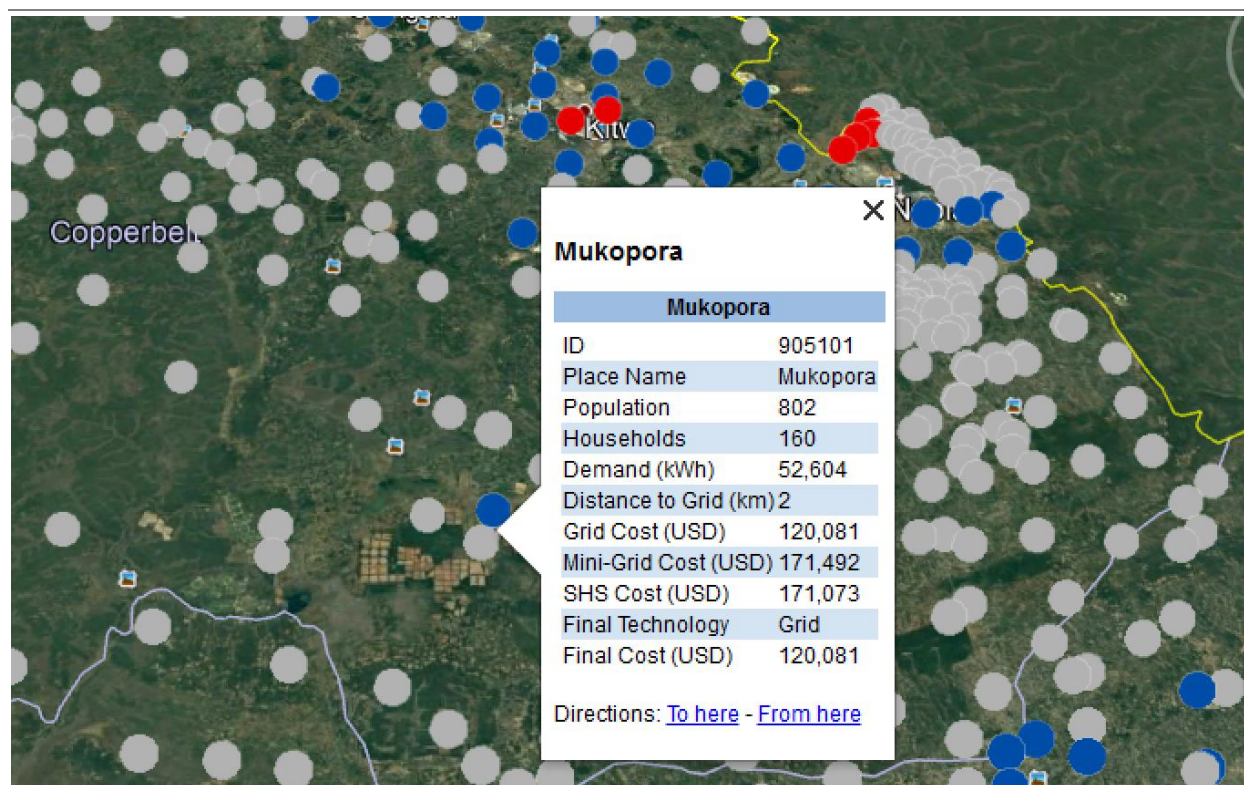 Copperbelt
Mukopora
Mukopora
ID 905101
Place Name Mukopora
Population 802
Households 160
Demand (kWh) 52,604
Distance to Grid (km) 2
Grid Cost (USD) 120,081
Mini-Grid Cost (USD) 171,492
SHS Cost (USD) 171,073
Final Technology Grid
Final Cost (USD) 120,081
Directions: To here - From here